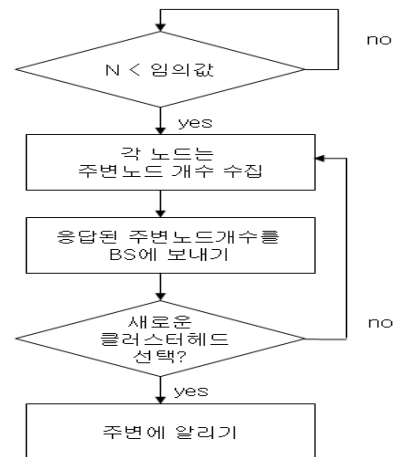 no
N < 임의값
yes
각 노드는
주변노드 개수 수집
응답된 주변노드개수를
BS에 보내기
새로운
클러스터헤드
선택?
no
yes
주변에 알리기